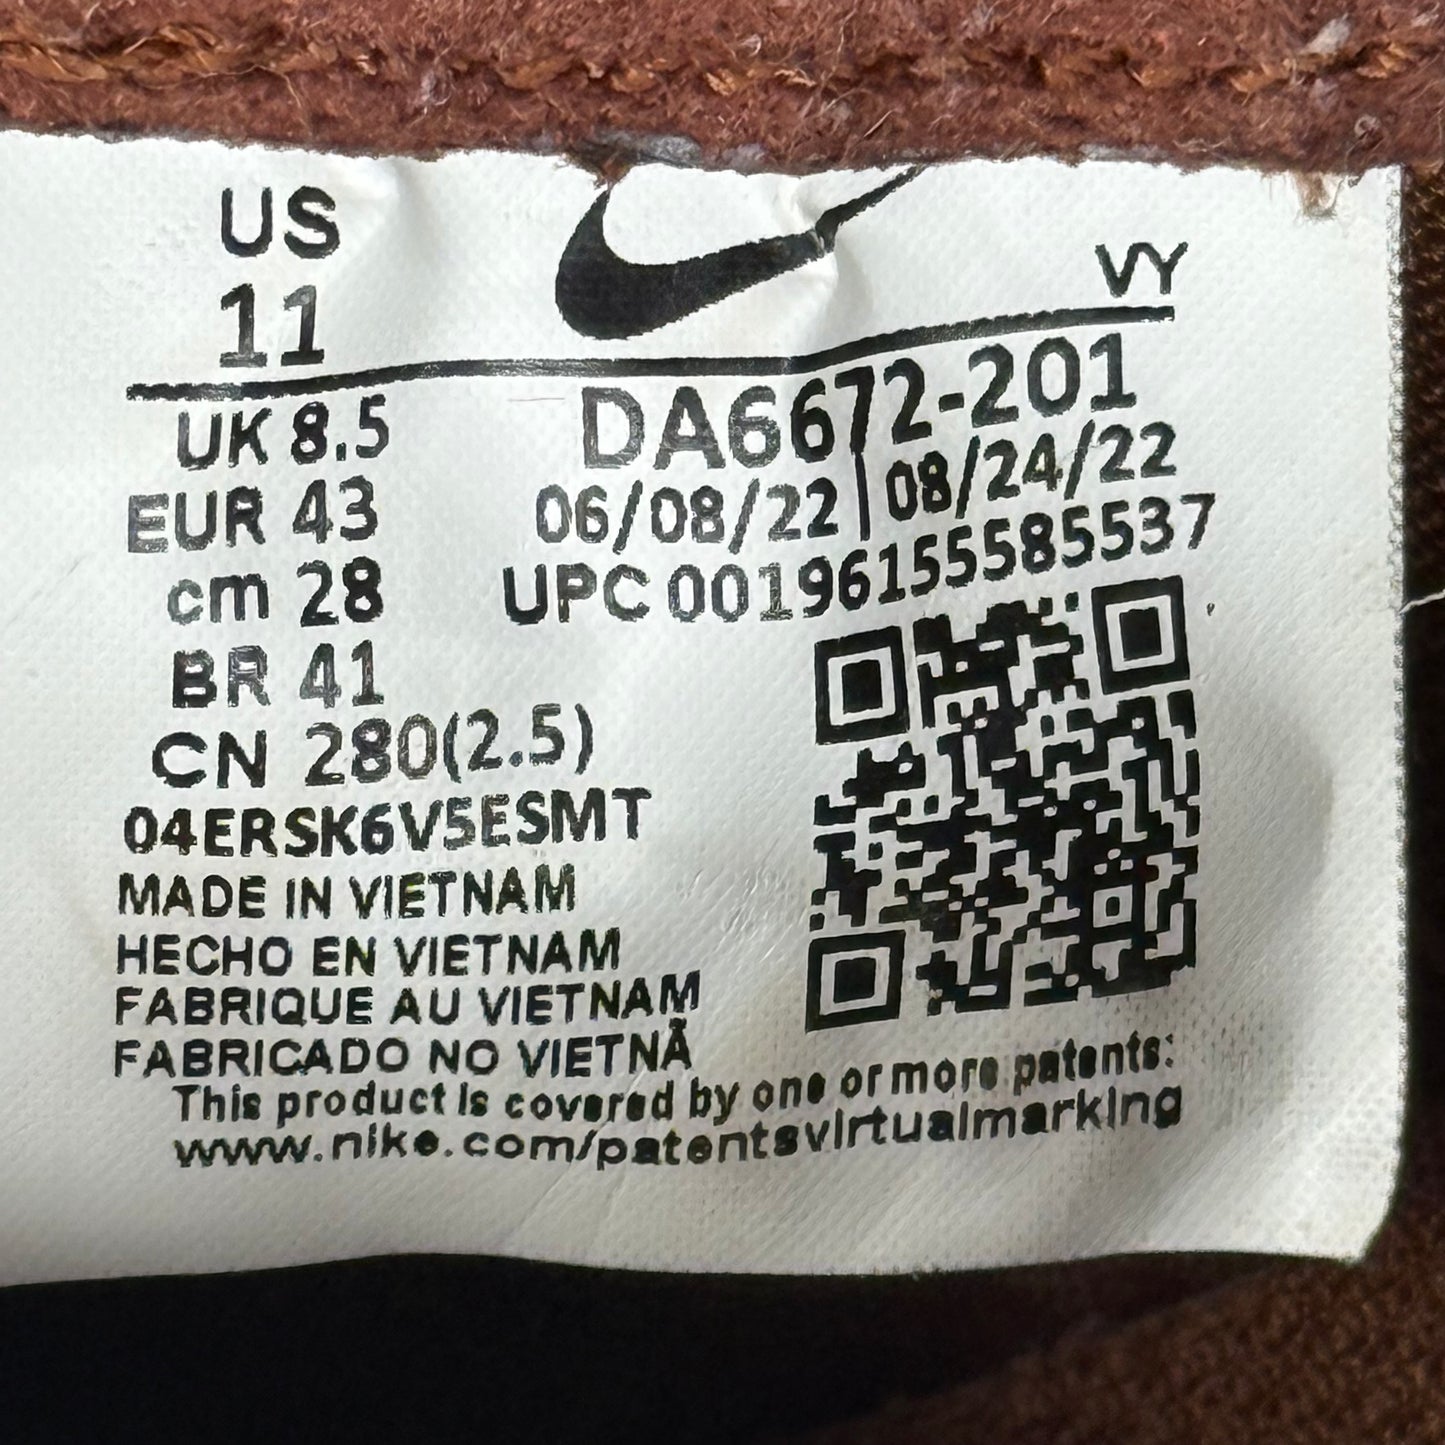 US
11
VY
UK 8.5
EUR 43
cm 28
BR 41
CN 280(2.5)
DA6672-201
06/08/22|08/24/22
UPC 00196155585537
04ERSK6V5ESMT
MADE IN VIETNAM
HECHO EN VIETNAM
FABRIQUE AU VIETNAM
FABRICADO NO VIETNÃ
This product is covered by one or more patents:
www.nike.com/patentsvirtualmarking